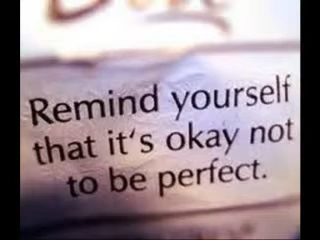 Remind yourself
that it's okay not
to be perfect.